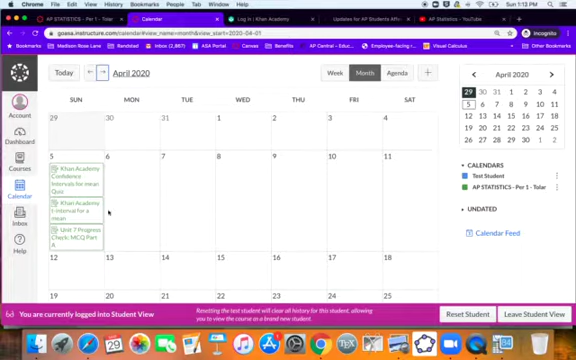 Chrome File Edit View History Bookmarks People Tab Window Help
Sun 1:13 PM
AP STATISTICS - Per 1 - Tolar
Calendar
Log In | Khan Academy
Updates for AP Students Aff
AP Statistics - YouTube
goasa.instructure.com/calendar#view_name=month&view_start=2020-04-01
Incognito
Bookmarks
Madison Rose Lane
Random
Inbox (2,887)
ASA Portal
Canvas
Benefits
AP Central - Educ
Employee-facing
Visual Calculus
Other Bookmarks
Account
Dashboard
Courses
Calendar
Inbox
Help
Today
April 2020
Week Month Agenda
SUN MON TUE WED THU FRI SAT
29 30 31 1 2 3 4
5 6 7 8 9 10 11
Khan Academy
Confidence
Intervals for mean
Quiz
Khan Academy
t-interval for a
mean
Unit 7 Progress
Check: MCQ Part
A
12 13 14 15 16 17 18
19 20 21 22 23 24 25
April 2020
29 30 31 1 2 3 4
5 6 7 8 9 10 11
12 13 14 15 16 17 18
19 20 21 22 23 24 25
26 27 28 29 30 1 2
CALENDARS
Test Student
AP STATISTICS - Per 1 - Tolar
UNDATED
Calendar Feed
You are currently logged into Student View
Resetting the test student will clear all history for this student, allowing
you to view the course as a brand new student.
Reset Student
Leave Student View